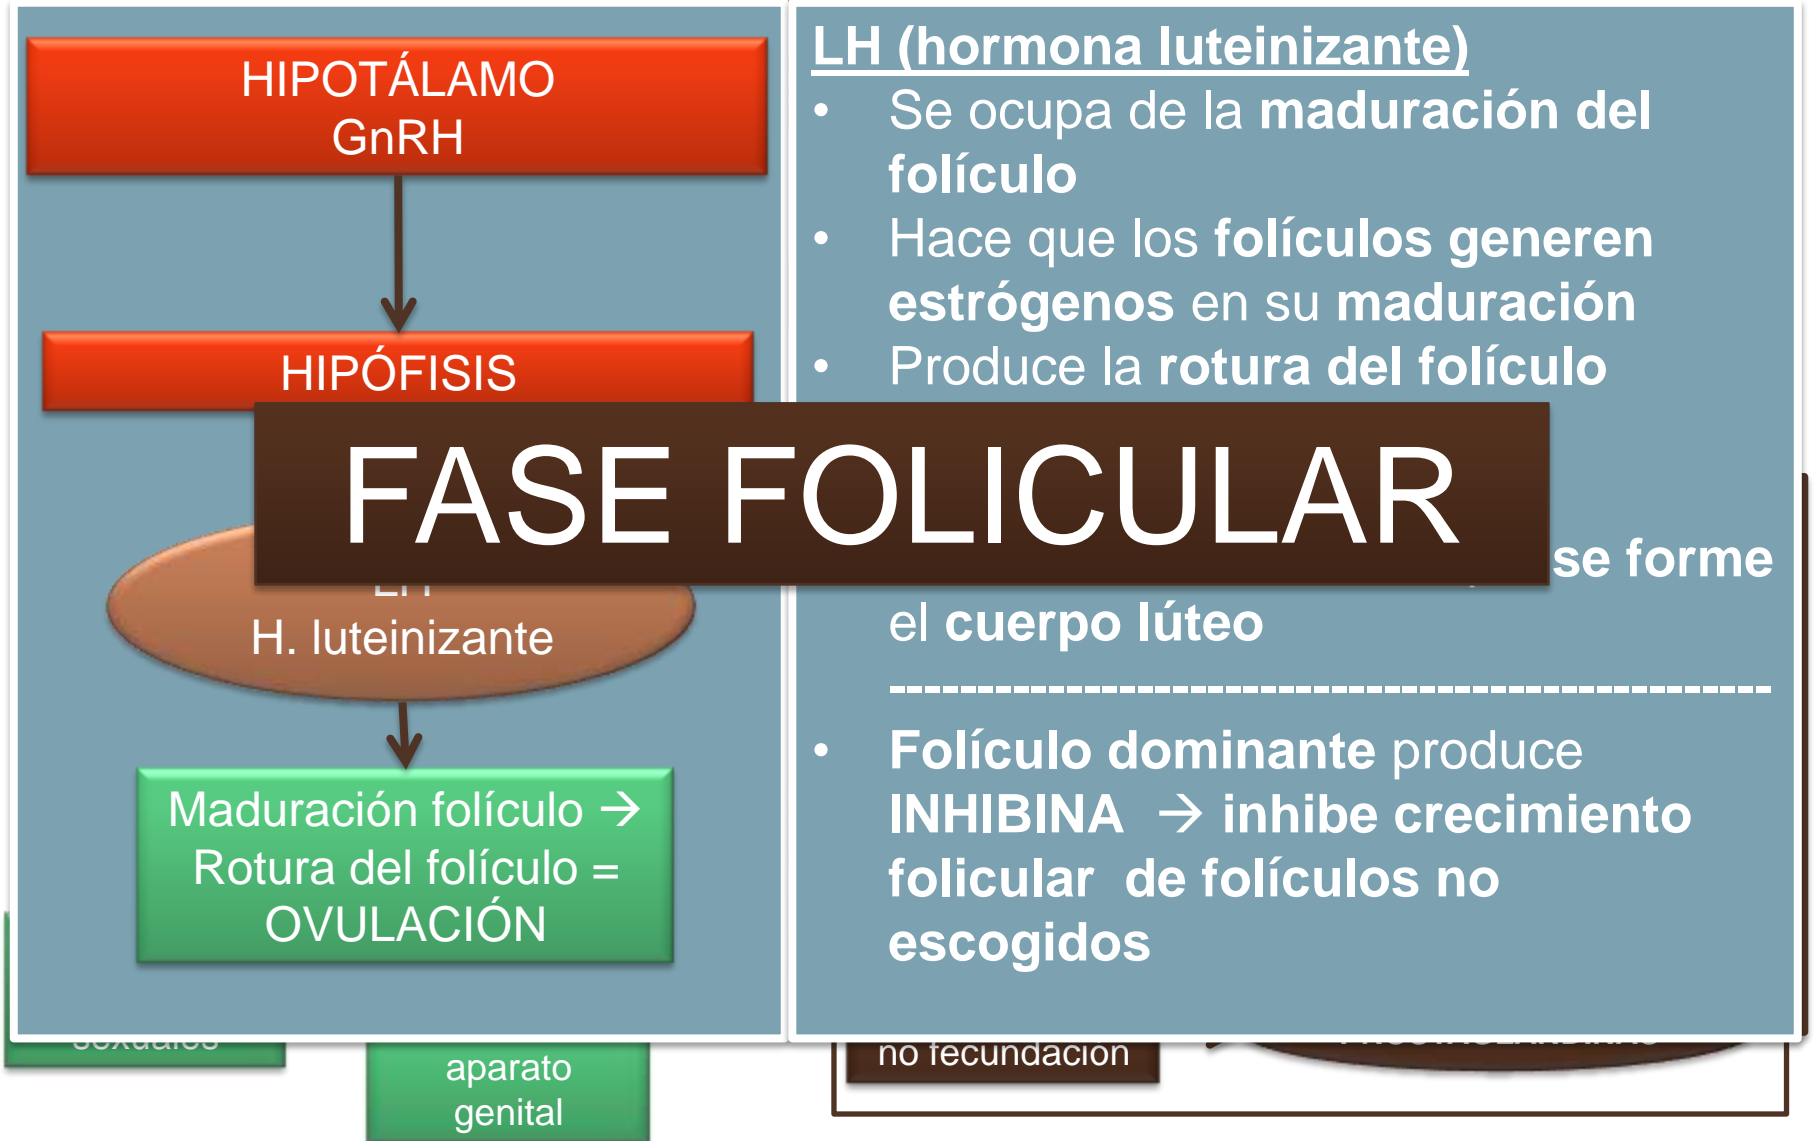 HIPOTÁLAMO
GnRH
HIPÓFISIS
H. luteinizante
Maduración folículo →
Rotura del folículo =
OVULACIÓN
LH (hormona luteinizante)
• Se ocupa de la maduración del
folículo
• Hace que los folículos generen
estrógenos en su maduración
• Produce la rotura del folículo
FASE FOLICULAR
se forme
el cuerpo lúteo
--------------------------------------------------
• Folículo dominante produce
INHIBINA → inhibe crecimiento
folicular de folículos no
escogidos
sexuales
aparato
genital
no fecundación